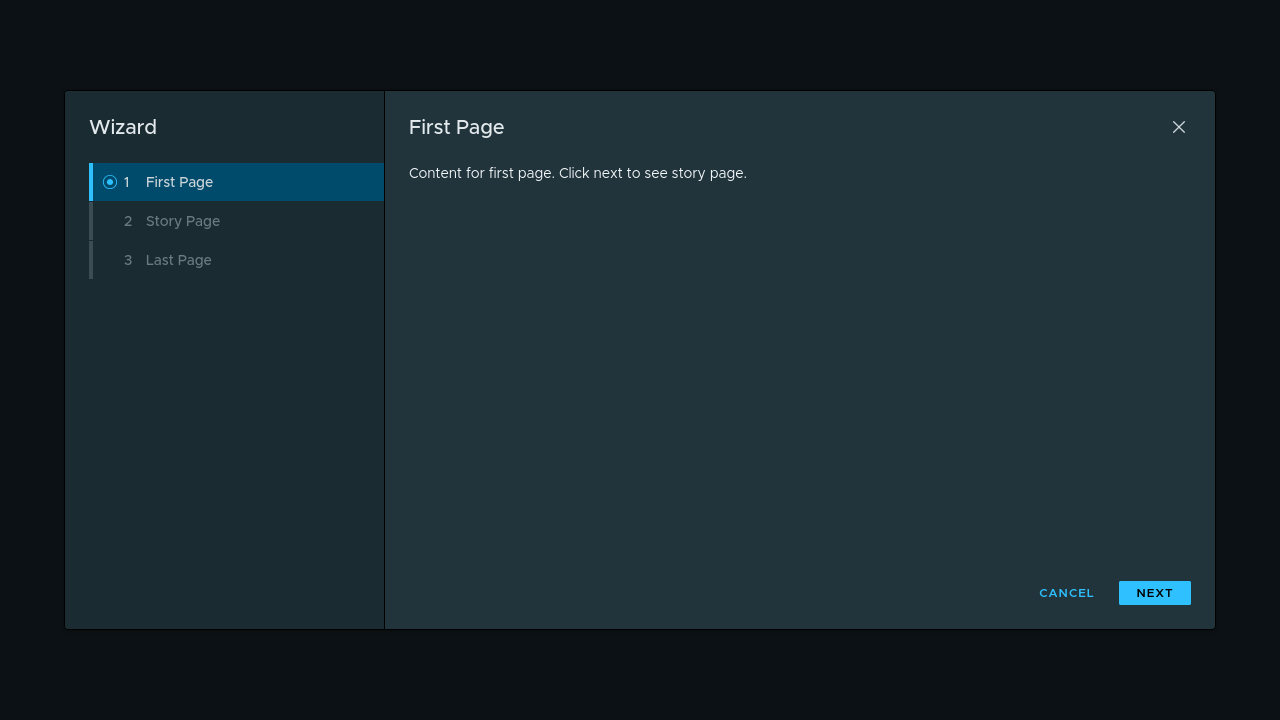 Wizard
1 First Page
2 Story Page
3 Last Page
First Page
Content for first page. Click next to see story page.
CANCEL NEXT